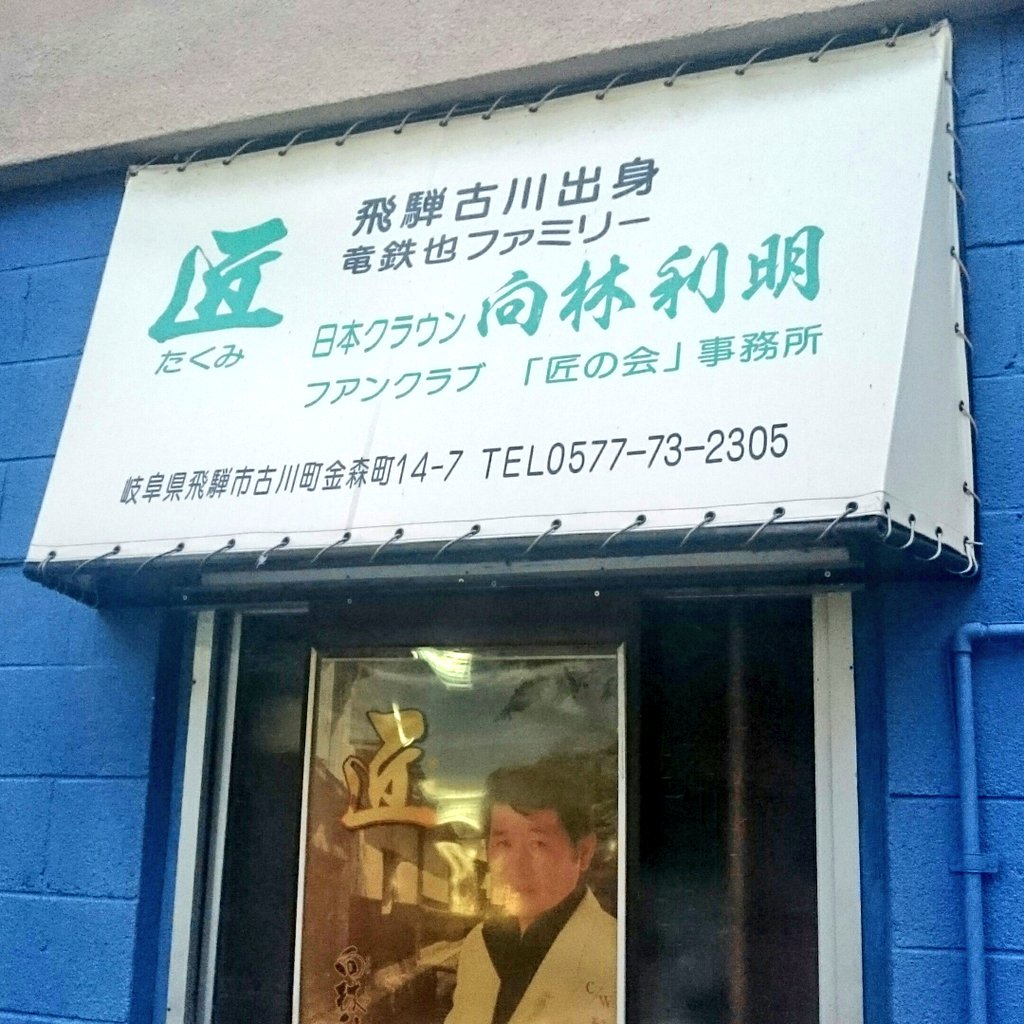 匠
たくみ
飛騨古川出身
竜鉄也ファミリー
日本クラウン 向林利明
フアンクラブ 「匠の会」事務所
岐阜県飛騨市古川町金森町14-7 TEL0577-73-2305
匠
向林
C/W